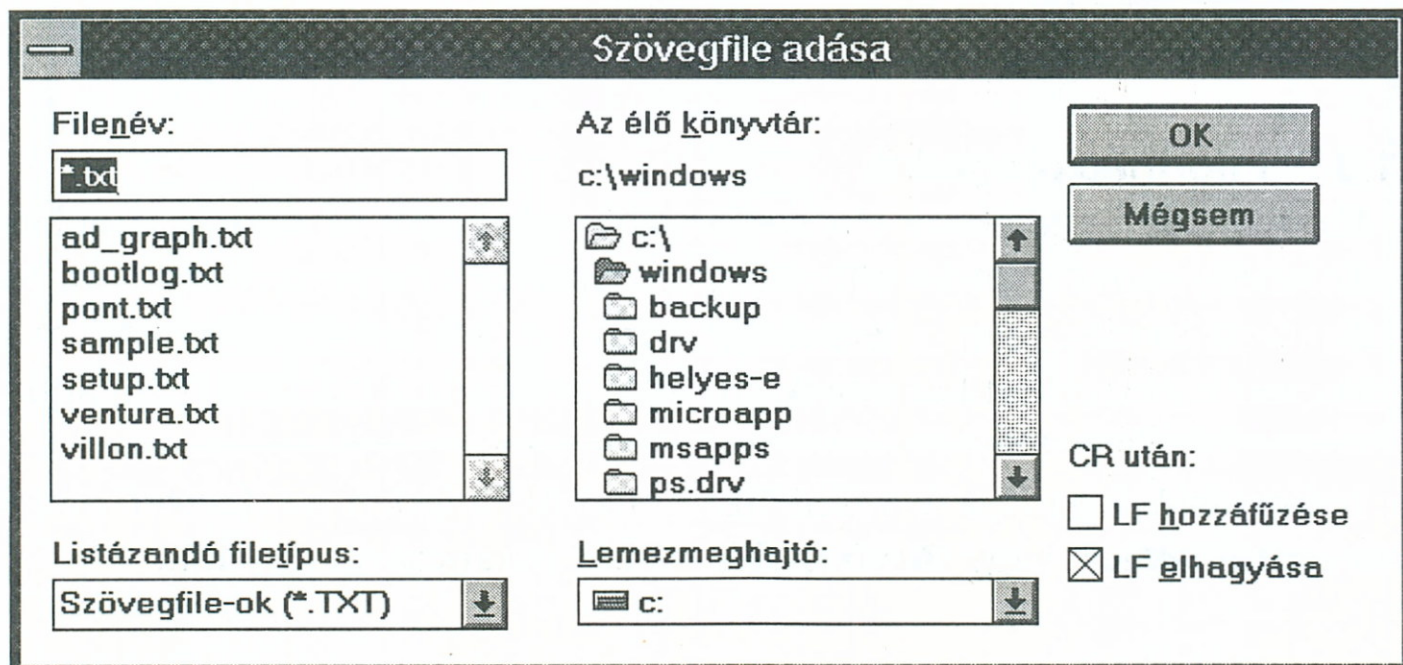 Szövegfile adása
Filenév:
*.txt
ad_graph.txt
bootlog.txt
pont.txt
sample.txt
setup.txt
ventura.txt
villon.txt
Listázandó filetípus:
Szövegfile-ok (*.TXT)
Az élő könyvtár:
c:\windows
c:\
windows
backup
drv
helyes-e
microapp
msapps
ps.drv
Lemezmeghajtó:
c:
OK
Mégsem
CR után:
LF hozzáfűzése
LF elhagyása